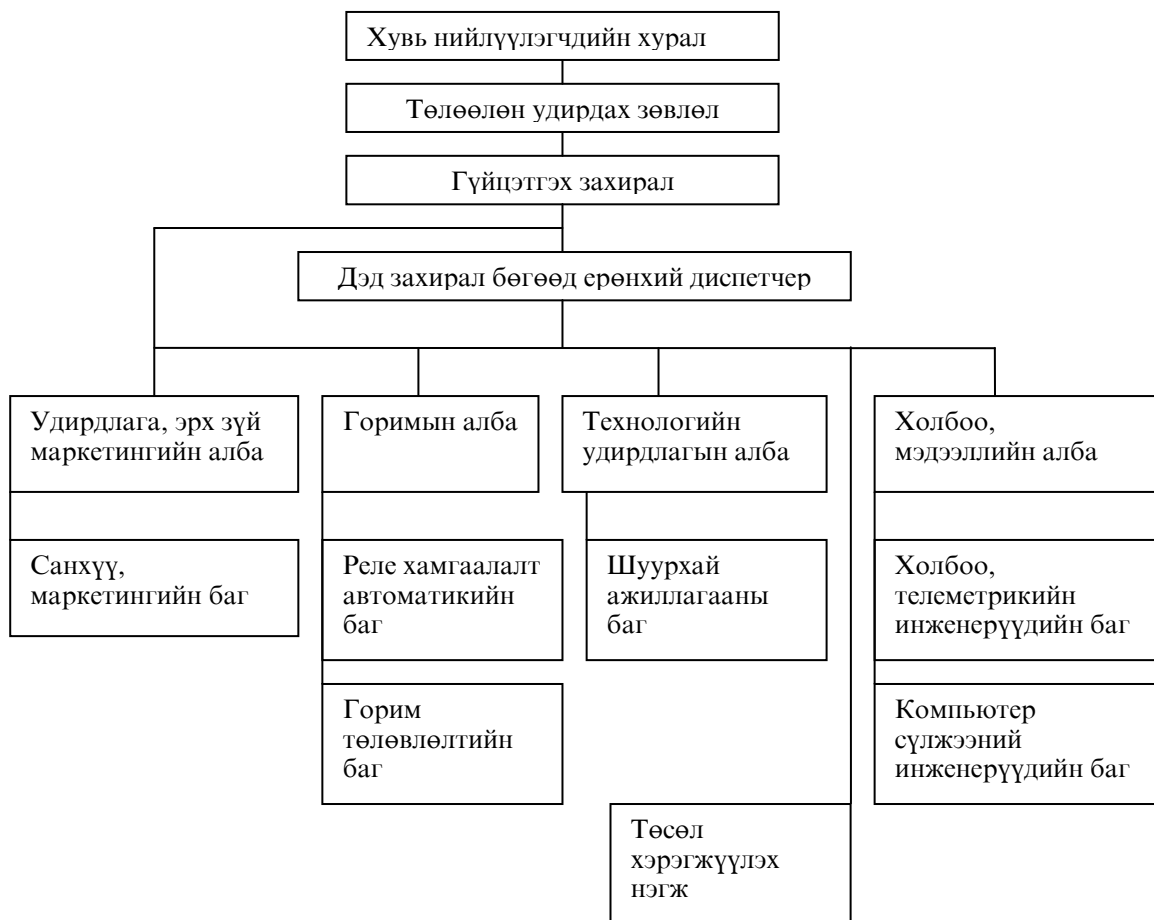 Хувь нийлүүлэгчдийн хурал
Төлөөлөн удирдах зөвлөл
Гүйцэтгэх захирал
Дэд захирал бөгөөд ерөнхий диспетчер
Удирдлага, эрх зүй
маркетингийн алба
Горимын алба
Технологийн
удирдлагын алба
Холбоо,
мэдээллийн алба
Санхүү,
маркетингийн баг
Реле хамгаалалт
автоматикийн
баг
Шуурхай
ажиллагааны
баг
Холбоо,
телеметрикийн
инженерүүдийн баг
Горим
төлөвлөлтийн
баг
Компьютер
сүлжээний
инженерүүдийн баг
Төсөл
хэрэгжүүлэх
нэгж